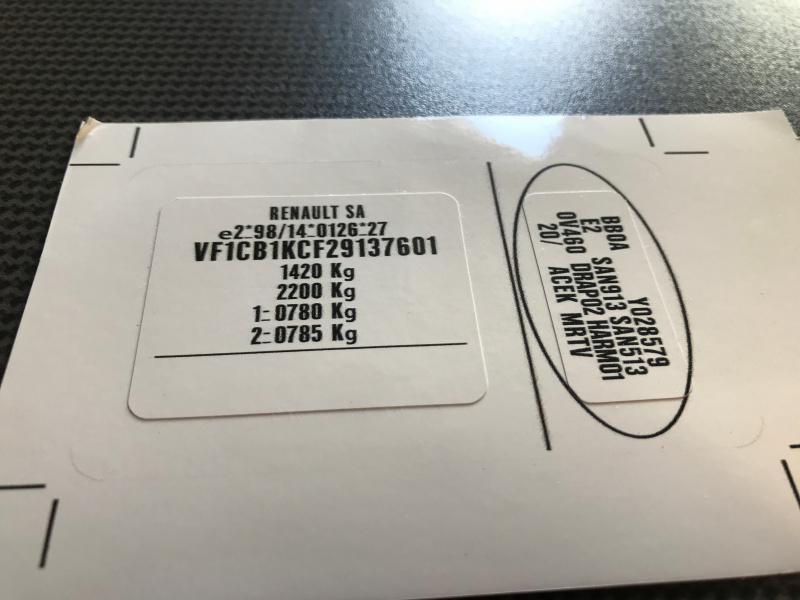 RENAULT SA
e2*98/14*0126*27
VF1CB1KCF29137601
1420 Kg
2200 Kg
1-0780 Kg
2-0785 Kg
Y028579
BB0A SAN913 SAN513
E2
0V460 DRAP02 HARM01
20/ ACEK MRTV